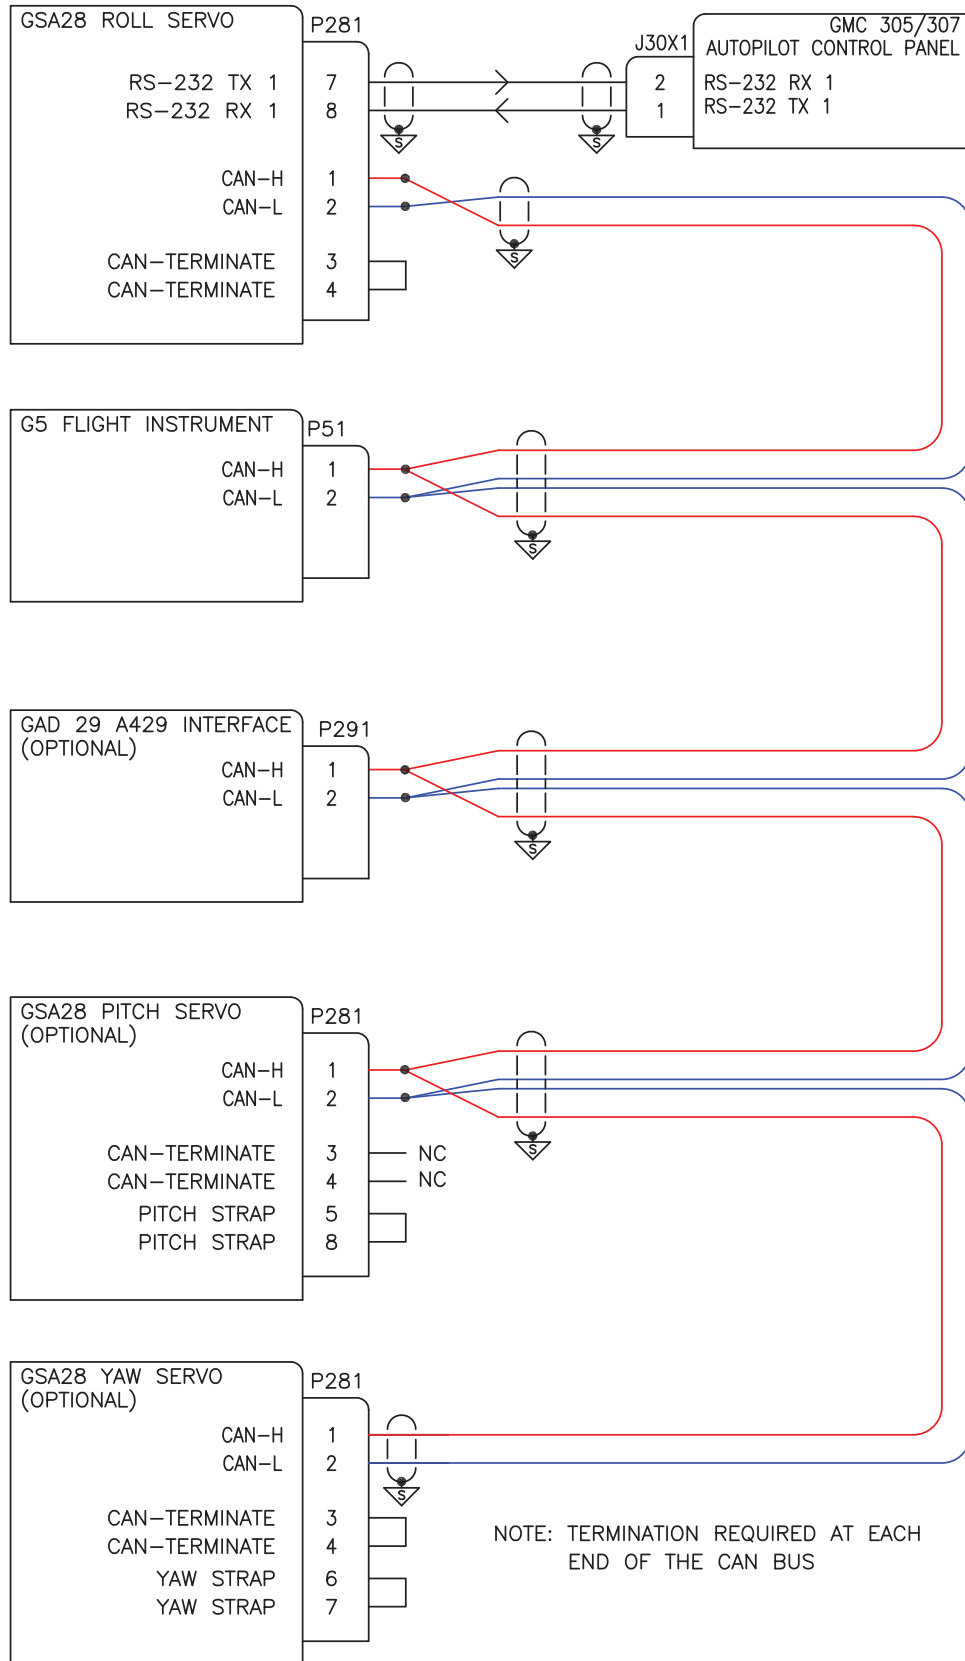 GSA28 ROLL SERVO
P281
RS-232 TX 1 7
RS-232 RX 1 8
CAN-H 1
CAN-L 2
CAN-TERMINATE 3
CAN-TERMINATE 4
S
S
S
J30X1
GMC 305/307
AUTOPILOT CONTROL PANEL
2 RS-232 RX 1
1 RS-232 TX 1
G5 FLIGHT INSTRUMENT
P51
CAN-H 1
CAN-L 2
S
GAD 29 A429 INTERFACE
(OPTIONAL)
P291
CAN-H 1
CAN-L 2
S
GSA28 PITCH SERVO
(OPTIONAL)
P281
CAN-H 1
CAN-L 2
S
CAN-TERMINATE 3 NC
CAN-TERMINATE 4 NC
PITCH STRAP 5
PITCH STRAP 8
GSA28 YAW SERVO
(OPTIONAL)
P281
CAN-H 1
CAN-L 2
S
CAN-TERMINATE 3
CAN-TERMINATE 4
YAW STRAP 6
YAW STRAP 7
NOTE: TERMINATION REQUIRED AT EACH
END OF THE CAN BUS